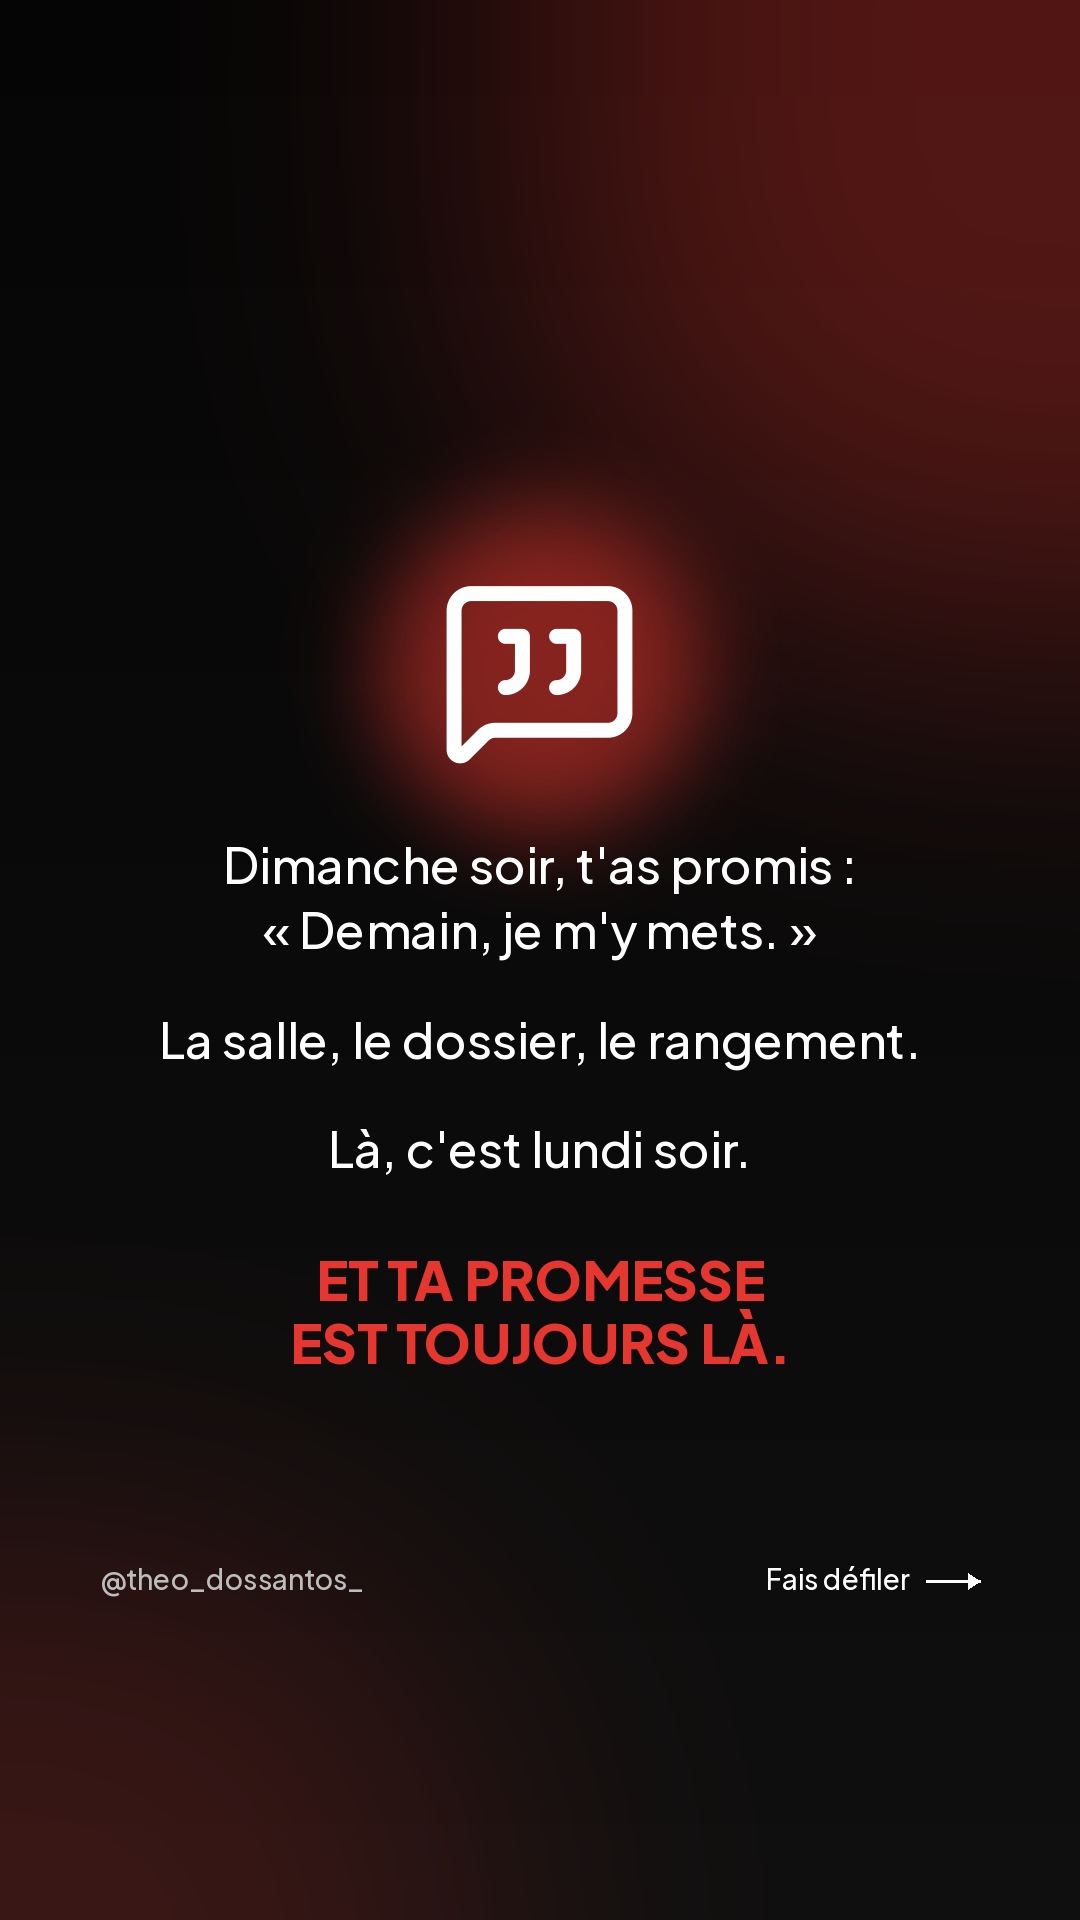 Dimanche soir, t'as promis :
« Demain, je m'y mets. »
La salle, le dossier, le rangement.
Là, c'est lundi soir.
ET TA PROMESSE
EST TOUJOURS LÀ.
@theo_dossantos_
Fais défiler